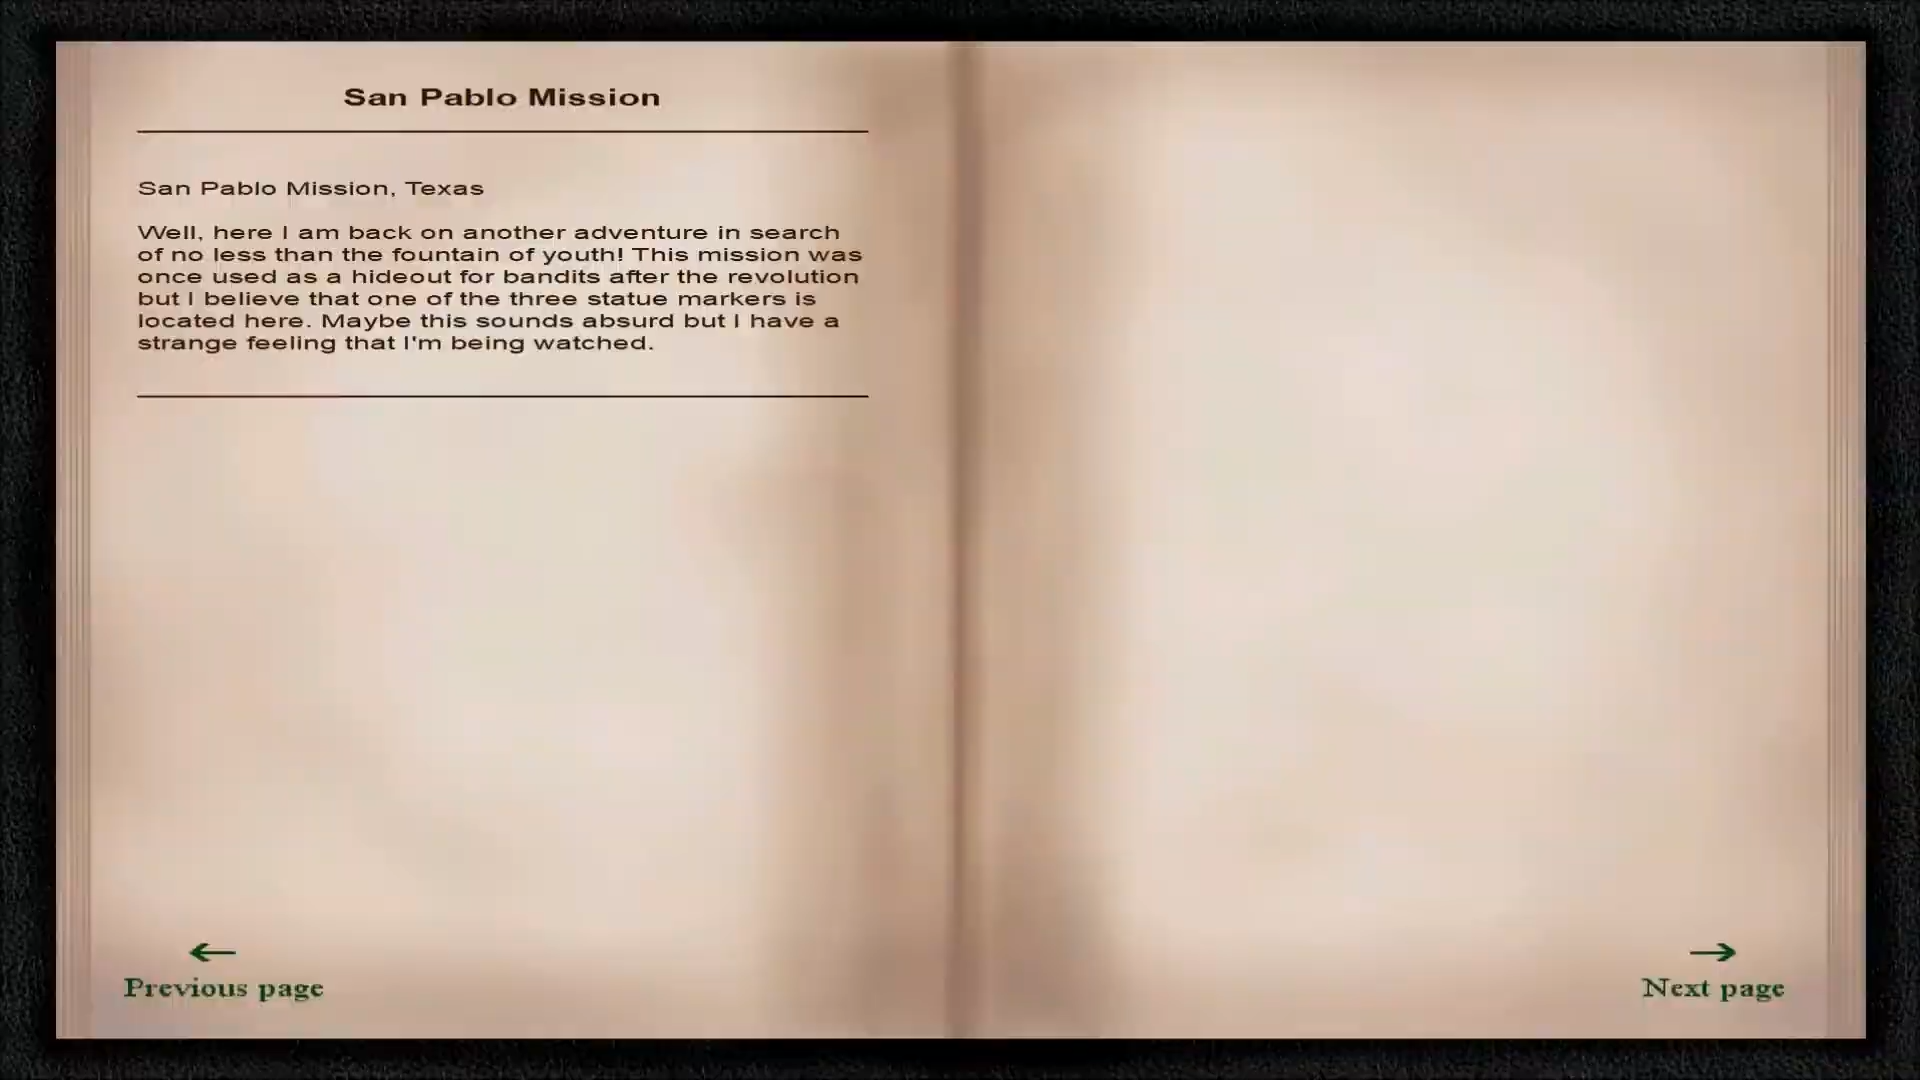 San Pablo Mission
San Pablo Mission, Texas
Well, here I am back on another adventure in search
of no less than the fountain of youth! This mission was
once used as a hideout for bandits after the revolution
but I believe that one of the three statue markers is
located here. Maybe this sounds absurd but I have a
strange feeling that I'm being watched.
Previous page
Next page